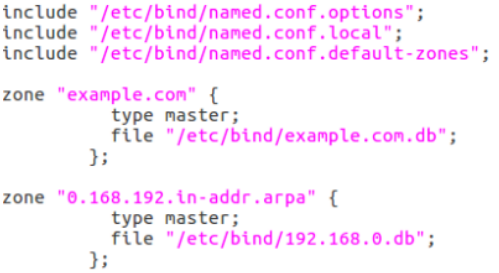 include "/etc/bind/named.conf.options";
include "/etc/bind/named.conf.local";
include "/etc/bind/named.conf.default-zones";
zone "example.com" {
type master;
file "/etc/bind/example.com.db";
};
zone "0.168.192.in-addr.arpa" {
type master;
file "/etc/bind/192.168.0.db";
};